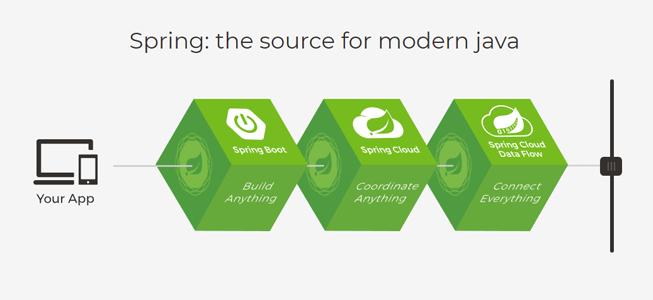 Spring: the source for modern java
Your App
Spring Boot
Build
Anything
Spring Cloud
Coordinate
Anything
Spring Cloud
Data Flow
Connect
Everything